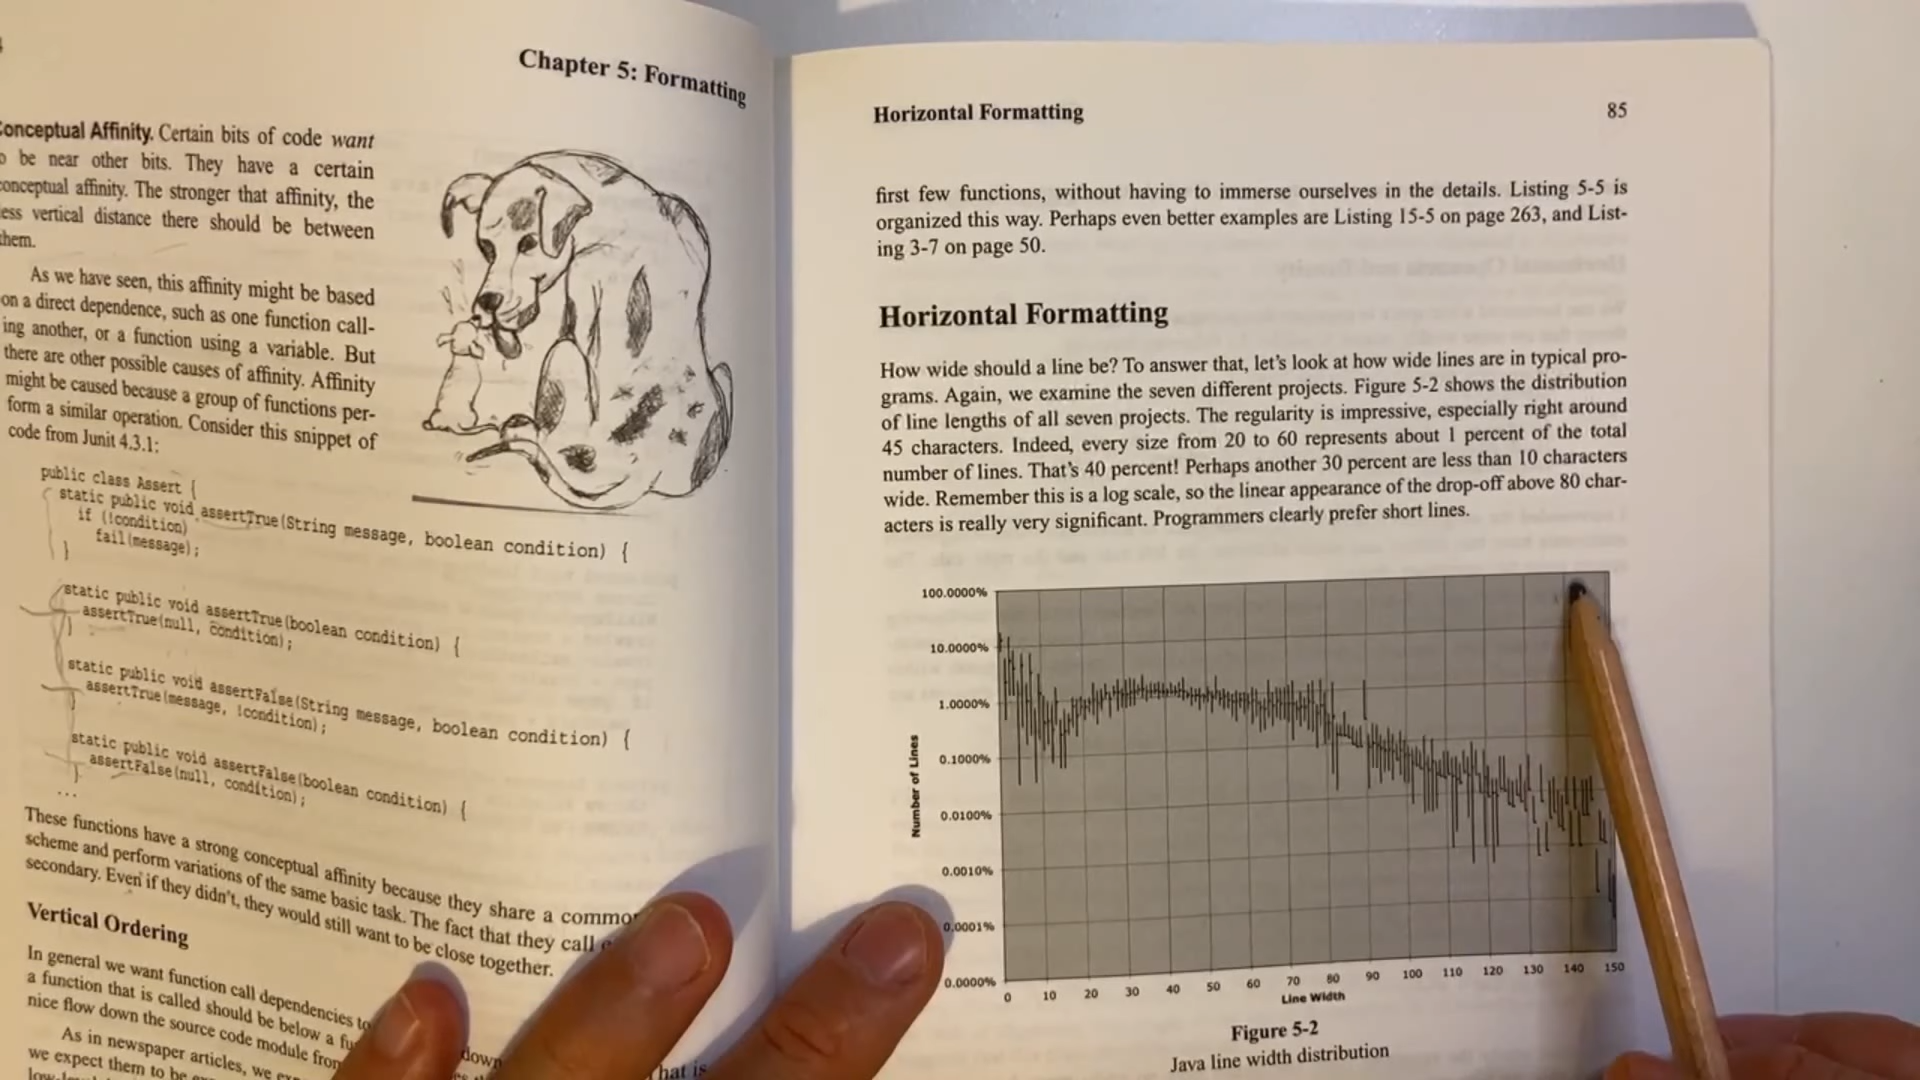 Chapter 5: Formatting
Conceptual Affinity. Certain bits of code want
to be near other bits. They have a certain
conceptual affinity. The stronger that affinity, the
less vertical distance there should be between
them.
As we have seen, this affinity might be based
on a direct dependence, such as one function call-
ing another, or a function using a variable. But
there are other possible causes of affinity. Affinity
might be caused because a group of functions per-
form a similar operation. Consider this snippet of
code from Junit 4.3.1:
public class Assert {
static public void assertTrue(String message, boolean condition) {
if (!condition)
fail(message);
}
static public void assertTrue(boolean condition) {
assertTrue(null, condition);
}
static public void assertFalse(String message, boolean condition) {
assertTrue(message, !condition);
}
static public void assertFalse(boolean condition) {
assertFalse(null, condition);
}
...
These functions have a strong conceptual affinity because they share a common
scheme and perform variations of the same basic task. The fact that they call
secondary. Even if they didn't, they would still want to be close together.
Vertical Ordering
In general we want function call dependencies to
a function that is called should be below a
nice flow down the source code module from
As in newspaper articles, we
we expect them to be
down
That is
Horizontal Formatting 85
first few functions, without having to immerse ourselves in the details. Listing 5-5 is
organized this way. Perhaps even better examples are Listing 15-5 on page 263, and List-
ing 3-7 on page 50.
Horizontal Formatting
How wide should a line be? To answer that, let's look at how wide lines are in typical pro-
grams. Again, we examine the seven different projects. Figure 5-2 shows the distribution
of line lengths of all seven projects. The regularity is impressive, especially right around
45 characters. Indeed, every size from 20 to 60 represents about 1 percent of the total
number of lines. That's 40 percent! Perhaps another 30 percent are less than 10 characters
wide. Remember this is a log scale, so the linear appearance of the drop-off above 80 char-
acters is really very significant. Programmers clearly prefer short lines.
100.0000%
10.0000%
1.0000%
0.1000%
0.0100%
0.0010%
0.0001%
0.0000%
Number of Lines
0 10 20 30 40 50 60 70 80 90 100 110 120 130 140 150
Line Width
Figure 5-2
Java line width distribution